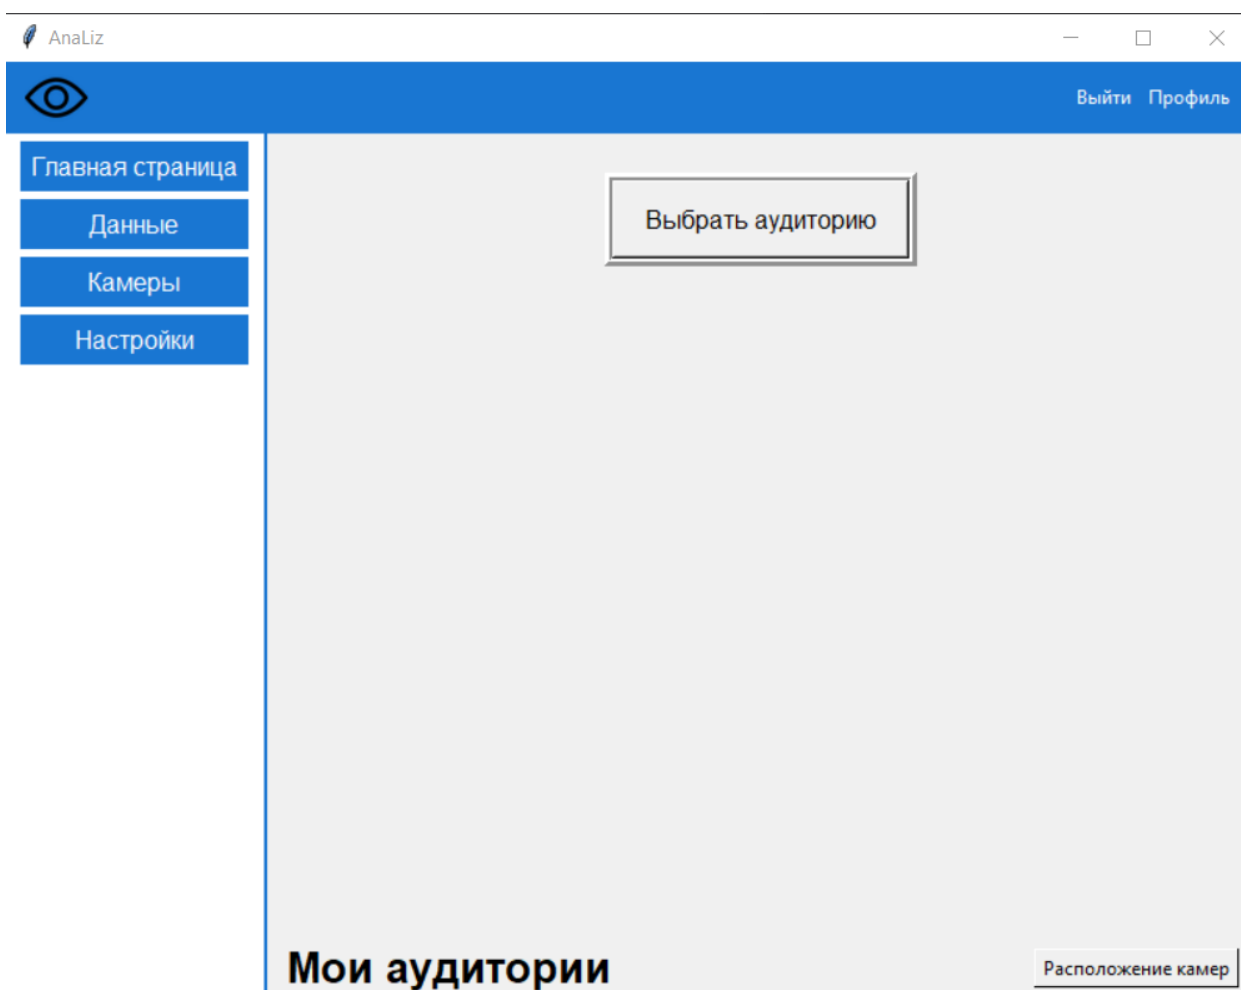 AnaLiz
Выйти Профиль
Главная страница
Данные
Камеры
Настройки
Выбрать аудиторию
Мои аудитории
Расположение камер